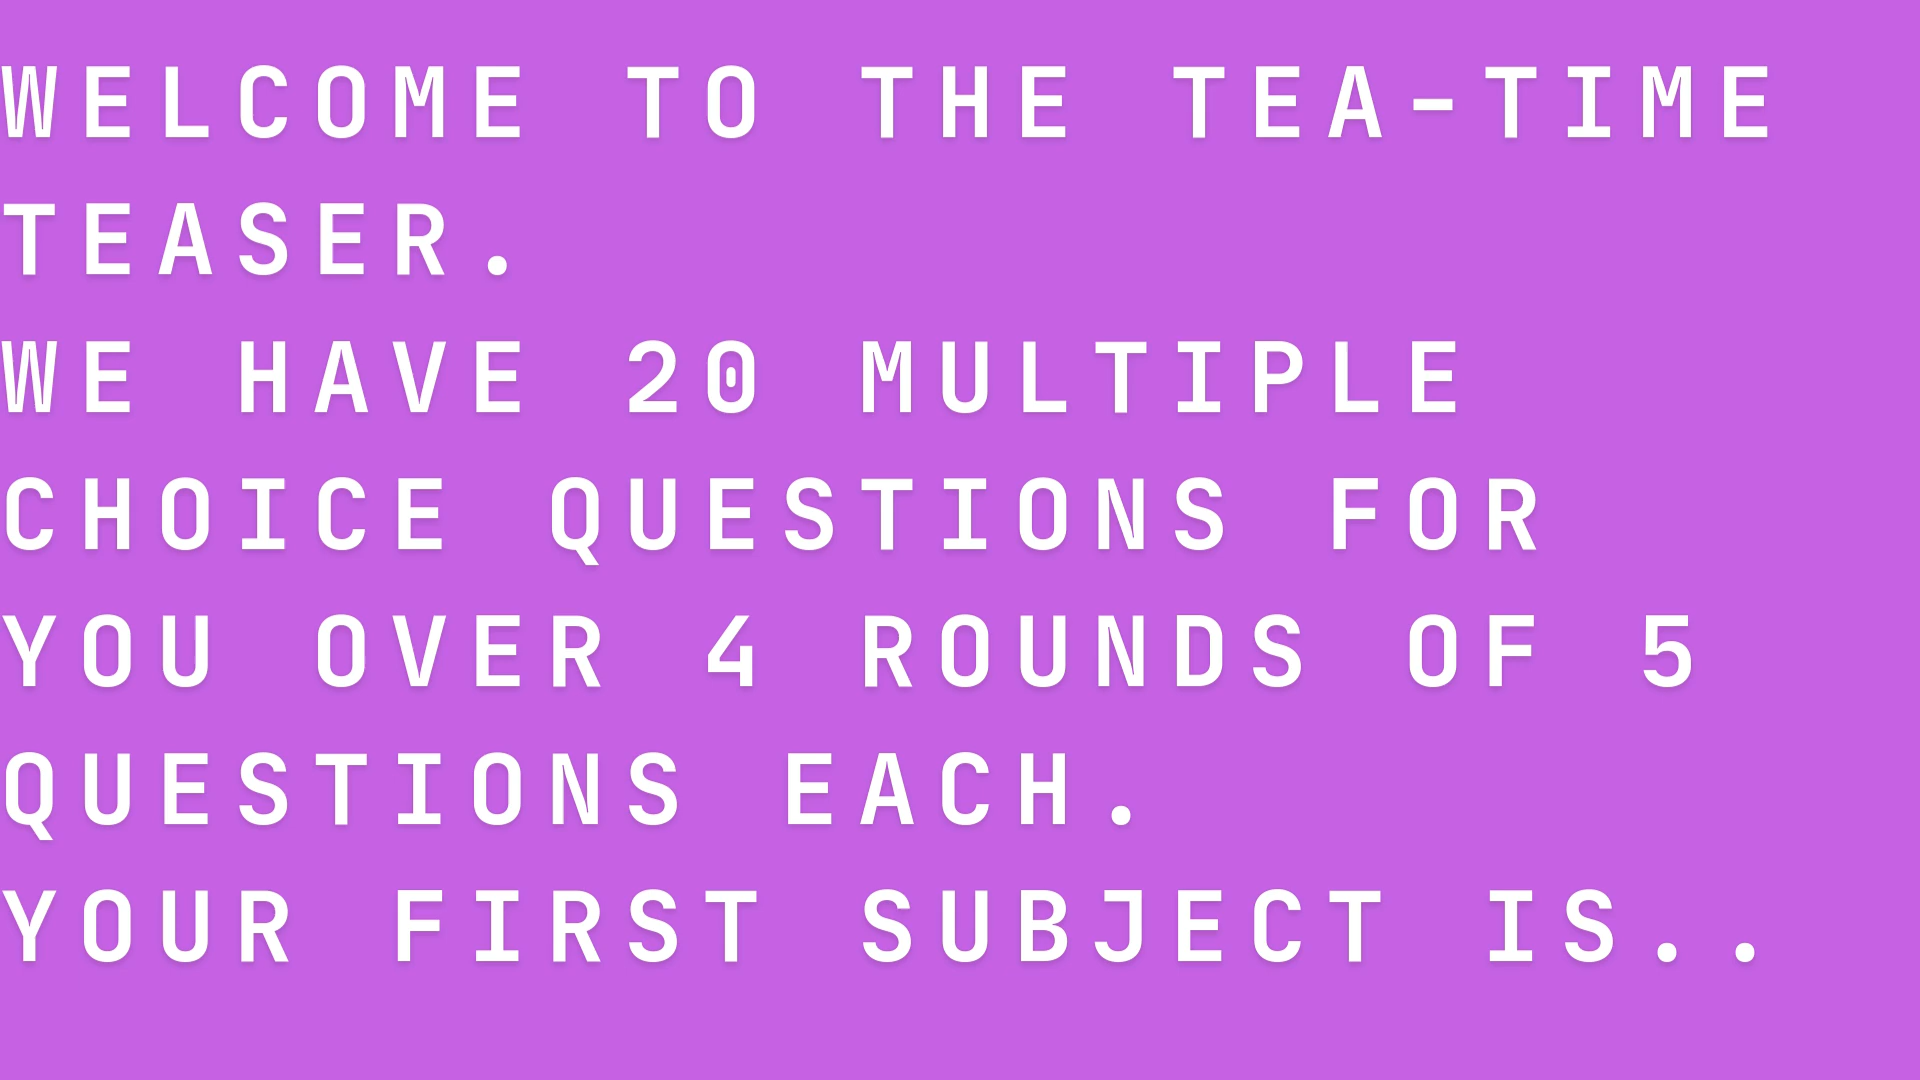 WELCOME TO THE TEA-TIME
TEASER.
WE HAVE 20 MULTIPLE
CHOICE QUESTIONS FOR
YOU OVER 4 ROUNDS OF 5
QUESTIONS EACH.
YOUR FIRST SUBJECT IS..